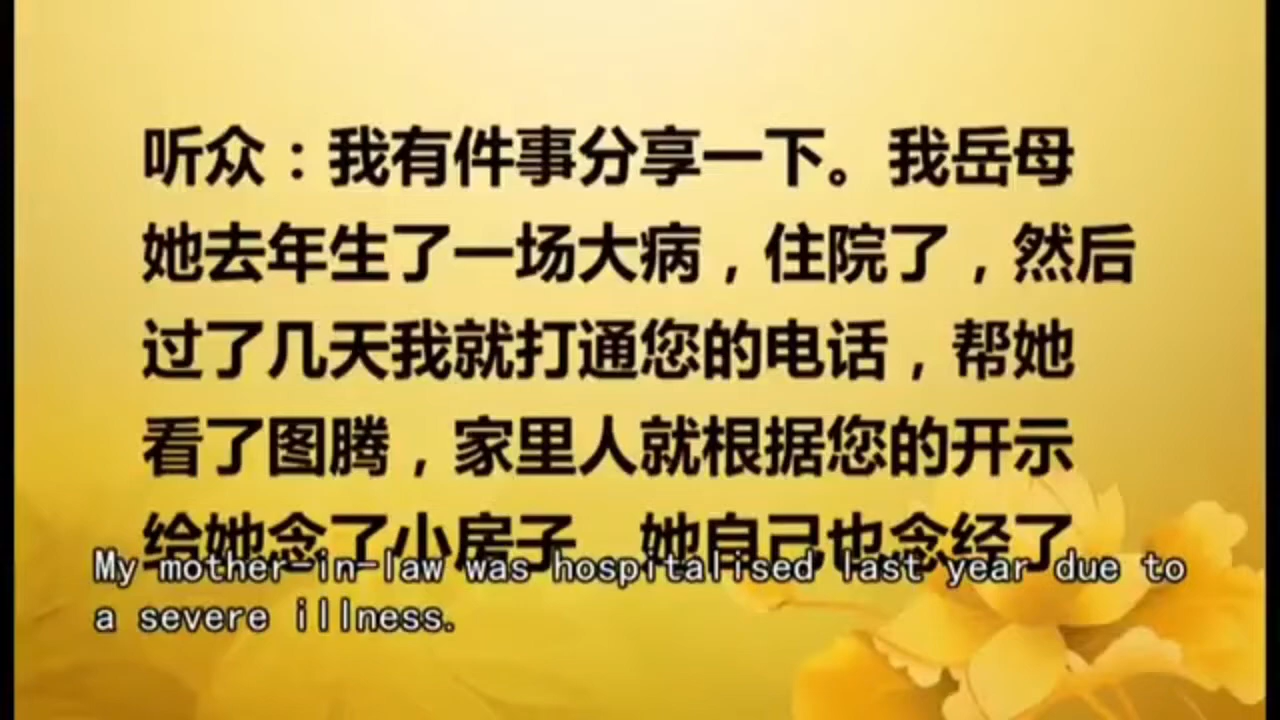 听众：我有件事分享一下。我岳母
她去年生了一场大病，住院了，然后
过了几天我就打通您的电话，帮她
看了图腾，家里人就根据您的开示
给她念了小房子　她自己也念经了
My mother-in-law was hospitalised last year due to
a severe illness.